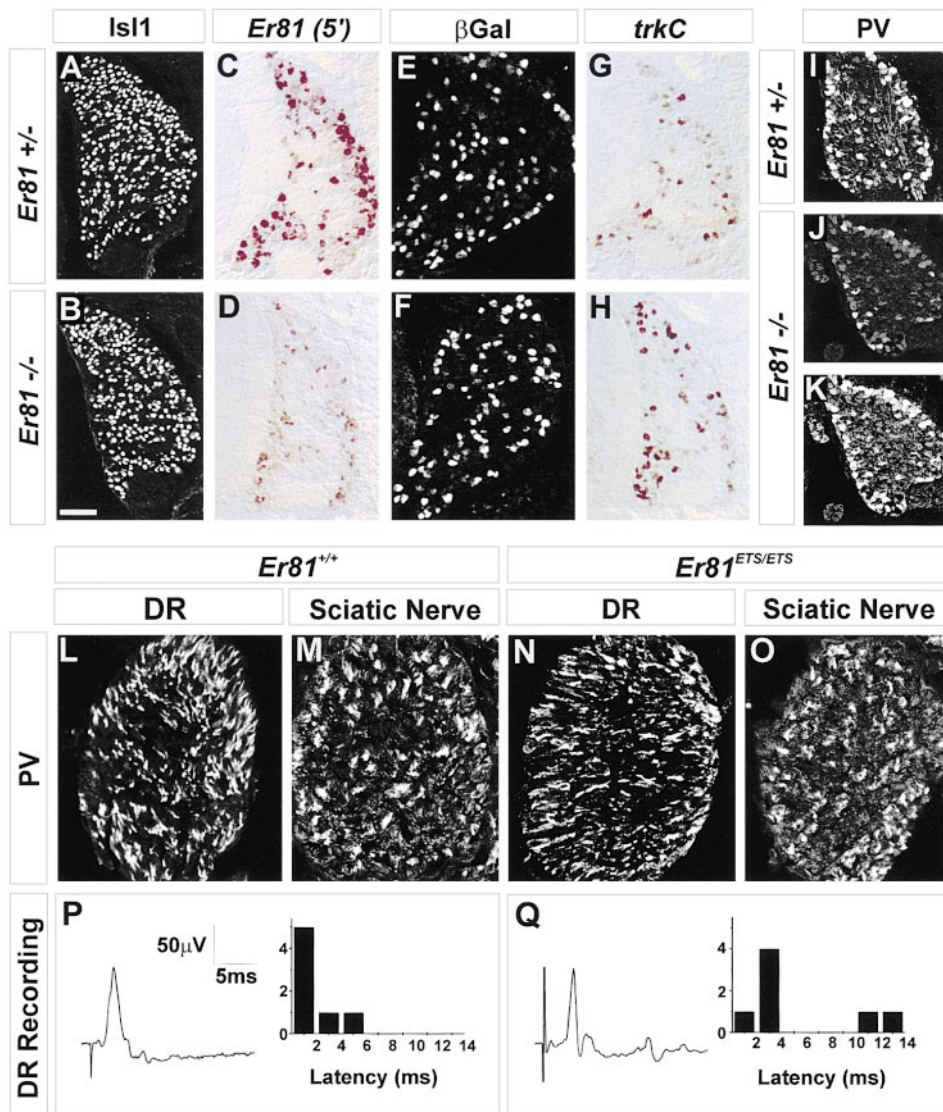 Isl1 Er81 (5') βGal trkC PV
Er81 +/-
A C E G I
J
Er81 -/-
B D F H
Er81 -/-
K
Er81+/+ Er81ETS/ETS
DR Sciatic Nerve DR Sciatic Nerve
PV
L M N O
DR Recording
P Q
50μV
5ms
4
2
0
2 4 6 8 10 12 14
Latency (ms)
4
2
0
2 4 6 8 10 12 14
Latency (ms)
Er81 +/-